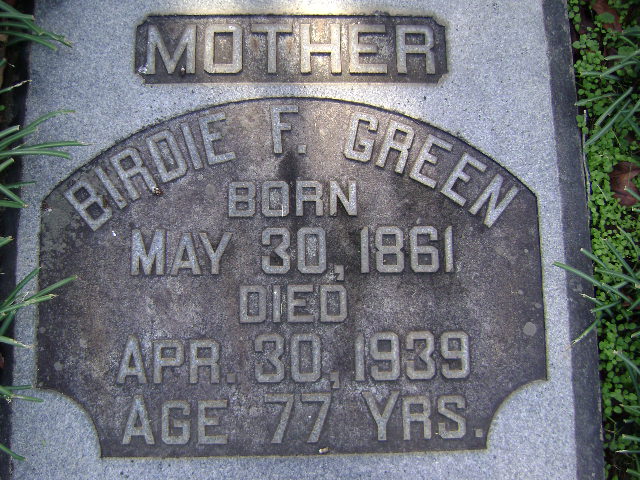 MOTHER
BIRDIE F. GREEN
BORN
MAY 30, 1861
DIED
APR. 30, 1939
AGE 77 YRS.